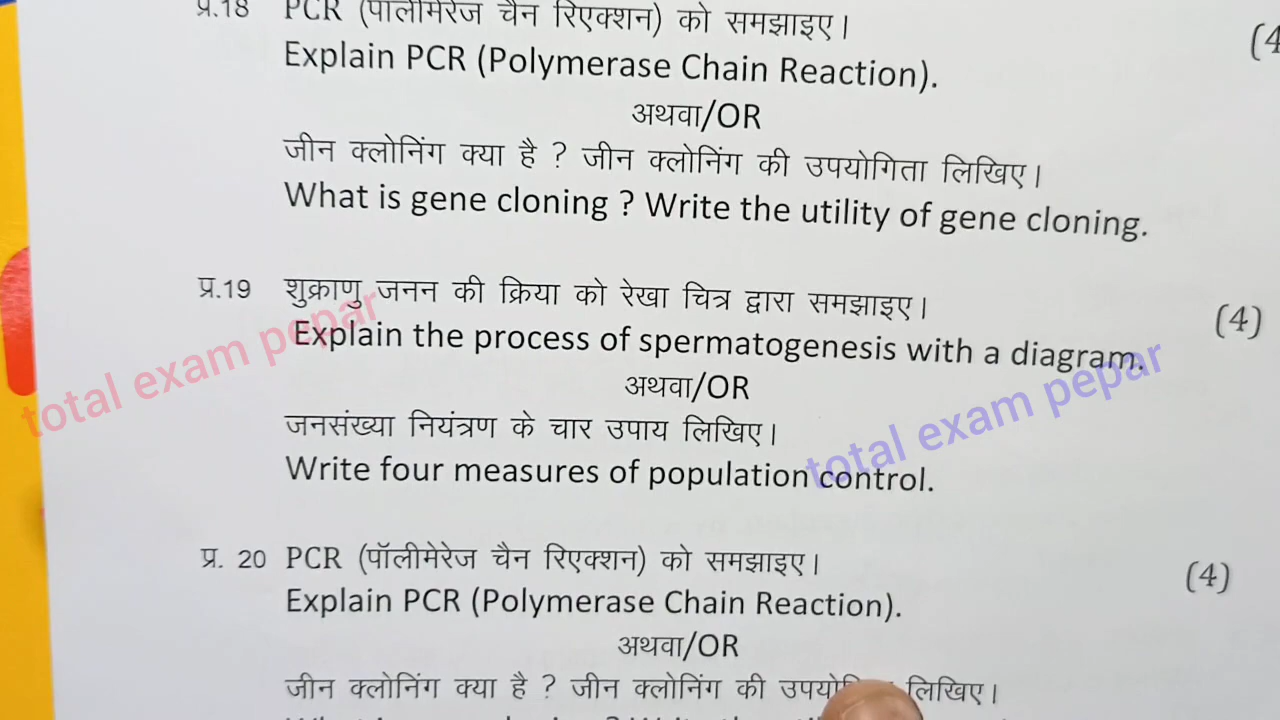 प्र.18 PCR (पॉलीमेरेज चैन रिएक्शन) को समझाइए। (4
Explain PCR (Polymerase Chain Reaction).
अथवा/OR
जीन क्लोनिंग क्या है ? जीन क्लोनिंग की उपयोगिता लिखिए।
What is gene cloning ? Write the utility of gene cloning.
प्र.19 शुक्राणु जनन की क्रिया को रेखा चित्र द्वारा समझाइए। (4)
Explain the process of spermatogenesis with a diagram.
अथवा/OR
जनसंख्या नियंत्रण के चार उपाय लिखिए।
Write four measures of population control.
total exam pepar
total exam pepar
प्र. 20 PCR (पॉलीमेरेज चैन रिएक्शन) को समझाइए। (4)
Explain PCR (Polymerase Chain Reaction).
अथवा/OR
जीन क्लोनिंग क्या है ? जीन क्लोनिंग की लिखिए।